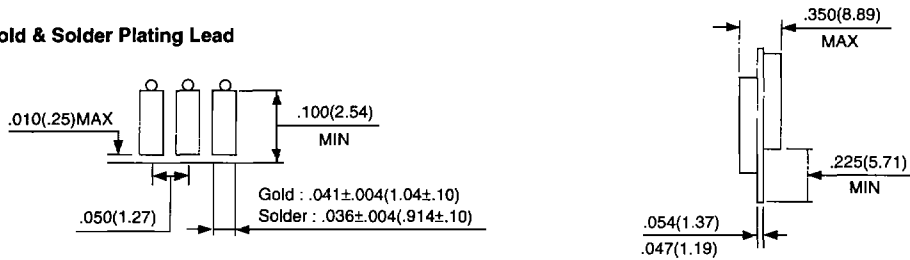 old & Solder Plating Lead
.010(.25)MAX
.100(2.54)
MIN
.050(1.27)
Gold : .041±.004(1.04±.10)
Solder : .036±.004(.914±.10)
.350(8.89)
MAX
.225(5.71)
MIN
.054(1.37)
.047(1.19)